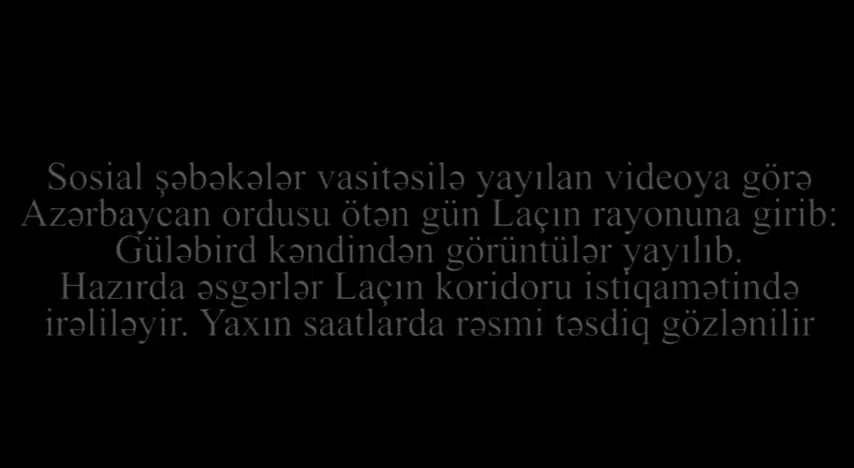 Sosial şəbəkələr vasitəsilə yayılan videoya görə
Azərbaycan ordusu ötən gün Laçın rayonuna girib:
Güləbird kəndindən görüntülər yayılıb.
Hazırda əsgərlər Laçın koridoru istiqamətində
irəliləyir. Yaxın saatlarda rəsmi təsdiq gözlənilir